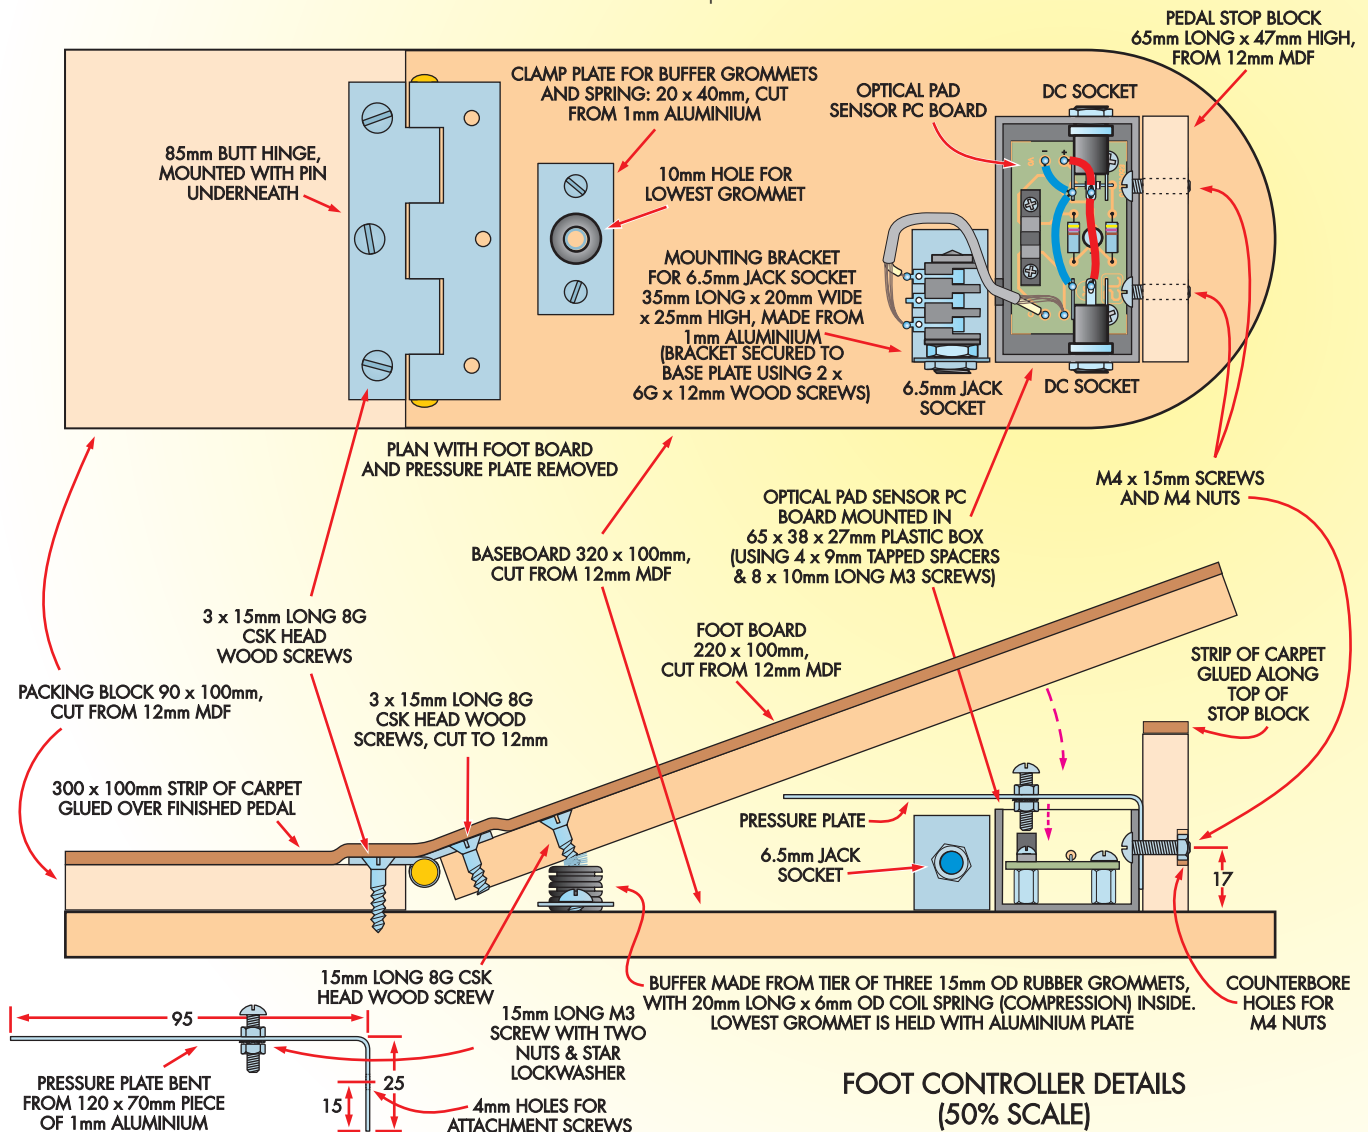 PEDAL STOP BLOCK
65mm LONG x 47mm HIGH,
FROM 12mm MDF
CLAMP PLATE FOR BUFFER GROMMETS
AND SPRING: 20 x 40mm, CUT
FROM 1mm ALUMINIUM
OPTICAL PAD
SENSOR PC BOARD
DC SOCKET
85mm BUTT HINGE,
MOUNTED WITH PIN
UNDERNEATH
10mm HOLE FOR
LOWEST GROMMET
- +
MOUNTING BRACKET
FOR 6.5mm JACK SOCKET
35mm LONG x 20mm WIDE
x 25mm HIGH, MADE FROM
1mm ALUMINIUM
(BRACKET SECURED TO
BASE PLATE USING 2 x
6G x 12mm WOOD SCREWS)
6.5mm JACK
SOCKET
DC SOCKET
PLAN WITH FOOT BOARD
AND PRESSURE PLATE REMOVED
M4 x 15mm SCREWS
AND M4 NUTS
OPTICAL PAD SENSOR PC
BOARD MOUNTED IN
65 x 38 x 27mm PLASTIC BOX
(USING 4 x 9mm TAPPED SPACERS
& 8 x 10mm LONG M3 SCREWS)
BASEBOARD 320 x 100mm,
CUT FROM 12mm MDF
3 x 15mm LONG 8G
CSK HEAD
WOOD SCREWS
FOOT BOARD
220 x 100mm,
CUT FROM 12mm MDF
STRIP OF CARPET
GLUED ALONG
TOP OF
STOP BLOCK
PACKING BLOCK 90 x 100mm,
CUT FROM 12mm MDF
3 x 15mm LONG 8G
CSK HEAD WOOD
SCREWS, CUT TO 12mm
300 x 100mm STRIP OF CARPET
GLUED OVER FINISHED PEDAL
PRESSURE PLATE
6.5mm JACK
SOCKET
17
15mm LONG 8G CSK
HEAD WOOD SCREW
BUFFER MADE FROM TIER OF THREE 15mm OD RUBBER GROMMETS,
WITH 20mm LONG x 6mm OD COIL SPRING (COMPRESSION) INSIDE.
LOWEST GROMMET IS HELD WITH ALUMINIUM PLATE
COUNTERBORE
HOLES FOR
M4 NUTS
95
15mm LONG M3
SCREW WITH TWO
NUTS & STAR
LOCKWASHER
PRESSURE PLATE BENT
FROM 120 x 70mm PIECE
OF 1mm ALUMINIUM
25
15
4mm HOLES FOR
ATTACHMENT SCREWS
FOOT CONTROLLER DETAILS
(50% SCALE)